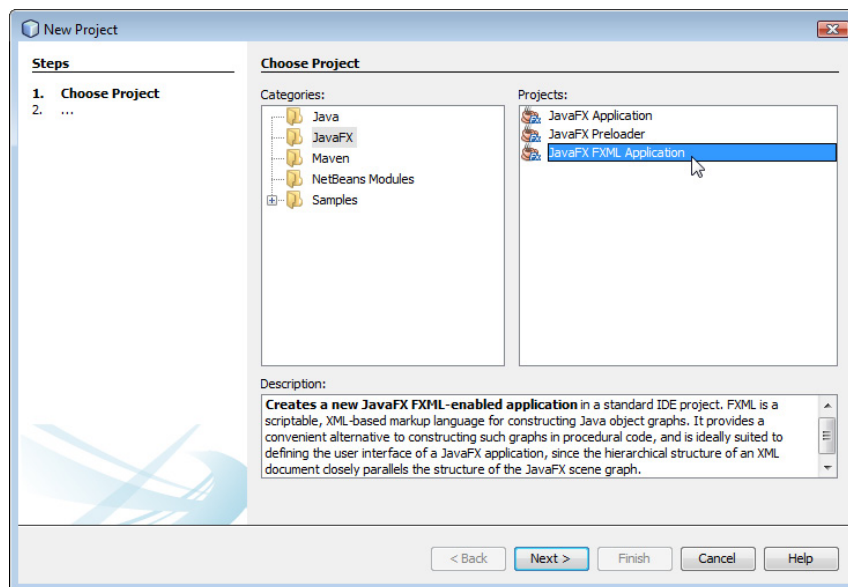 New Project
Steps
1. Choose Project
2. ...
Choose Project
Categories:
Java
JavaFX
Maven
NetBeans Modules
Samples
Projects:
JavaFX Application
JavaFX Preloader
JavaFX FXML Application
Description:
Creates a new JavaFX FXML-enabled application in a standard IDE project. FXML is a
scriptable, XML-based markup language for constructing Java object graphs. It provides a
convenient alternative to constructing such graphs in procedural code, and is ideally suited to
defining the user interface of a JavaFX application, since the hierarchical structure of an XML
document closely parallels the structure of the JavaFX scene graph.
< Back
Next >
Finish
Cancel
Help